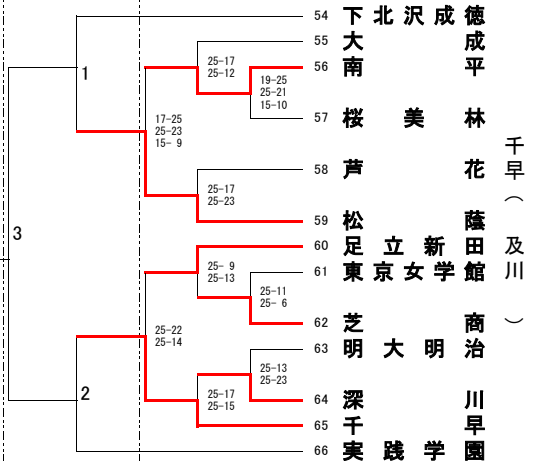 54 下北沢成徳
55 大成
25-17
25-12
56 南平
1
19-25
25-21
15-10
57 桜美林
17-25
25-23
15- 9
千早（及川）
58 芦花
25-17
25-23
59 松蔭
3
60 足立新田
25- 9
25-13
61 東京女学館
25-11
25- 6
62 芝商
25-22
25-14
63 明大明治
25-13
25-23
2
25-17
25-15
64 深川
65 千早
66 実践学園